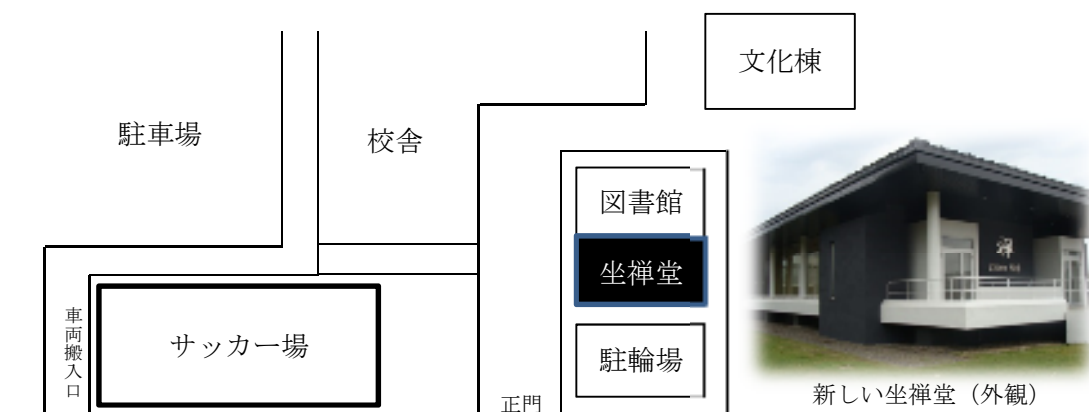 文化棟
駐車場
校舎
図書館
坐禅堂
車両搬入口
サッカー場
駐輪場
禅
新しい坐禅堂（外観）
正門